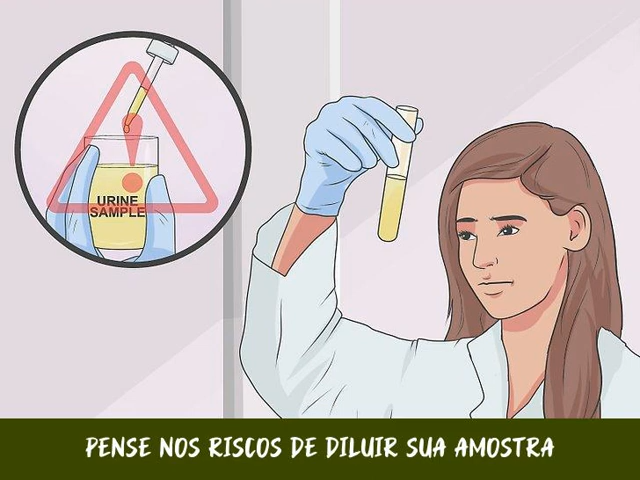 URINE
SAMPLE
PENSE NOS RISCOS DE DILUIR SUA AMOSTRA